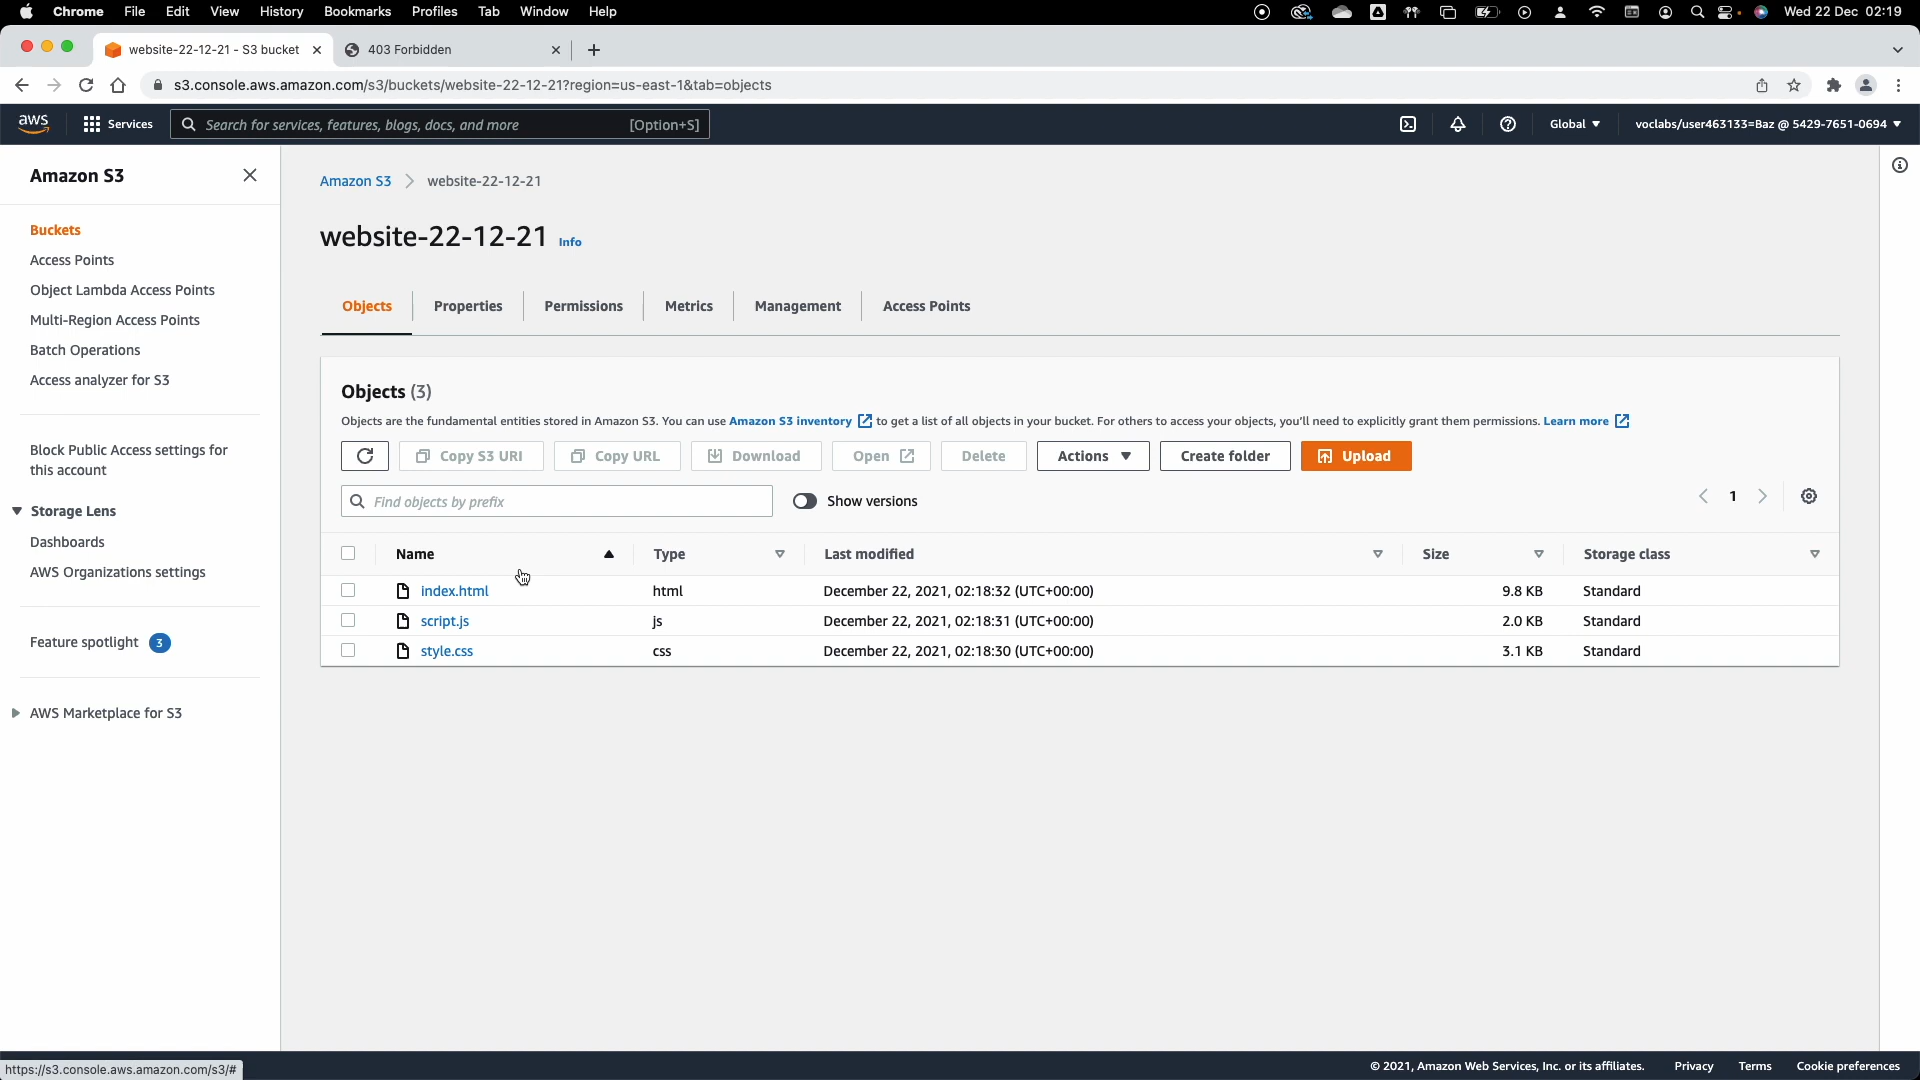 Chrome File Edit View History Bookmarks Profiles Tab Window Help Wed 22 Dec 02:19
website-22-12-21 - S3 bucket 403 Forbidden
s3.console.aws.amazon.com/s3/buckets/website-22-12-21?region=us-east-1&tab=objects
aws Services Search for services, features, blogs, docs, and more [Option+S] Global voclabs/user463133=Baz @ 5429-7651-0694
Amazon S3
Buckets
Access Points
Object Lambda Access Points
Multi-Region Access Points
Batch Operations
Access analyzer for S3
Block Public Access settings for
this account
Storage Lens
Dashboards
AWS Organizations settings
Feature spotlight 3
AWS Marketplace for S3
Amazon S3 website-22-12-21
website-22-12-21 Info
Objects Properties Permissions Metrics Management Access Points
Objects (3)
Objects are the fundamental entities stored in Amazon S3. You can use Amazon S3 inventory to get a list of all objects in your bucket. For others to access your objects, you'll need to explicitly grant them permissions. Learn more
Copy S3 URI Copy URL Download Open Delete Actions Create folder Upload
Find objects by prefix Show versions 1
Name Type Last modified Size Storage class
index.html html December 22, 2021, 02:18:32 (UTC+00:00) 9.8 KB Standard
script.js js December 22, 2021, 02:18:31 (UTC+00:00) 2.0 KB Standard
style.css css December 22, 2021, 02:18:30 (UTC+00:00) 3.1 KB Standard
https://s3.console.aws.amazon.com/s3/# © 2021, Amazon Web Services, Inc. or its affiliates. Privacy Terms Cookie preferences